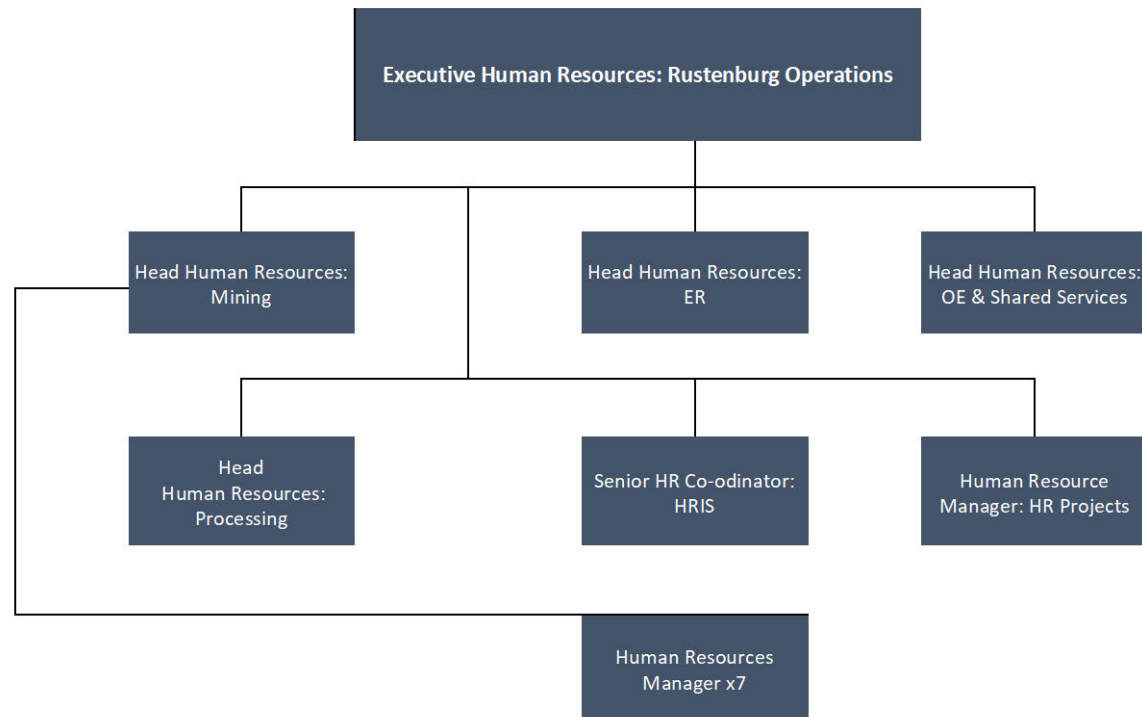 Executive Human Resources: Rustenburg Operations
Head Human Resources:
Mining
Head Human Resources:
ER
Head Human Resources:
OE & Shared Services
Head
Human Resources:
Processing
Senior HR Co-odinator:
HRIS
Human Resource
Manager: HR Projects
Human Resources
Manager x7